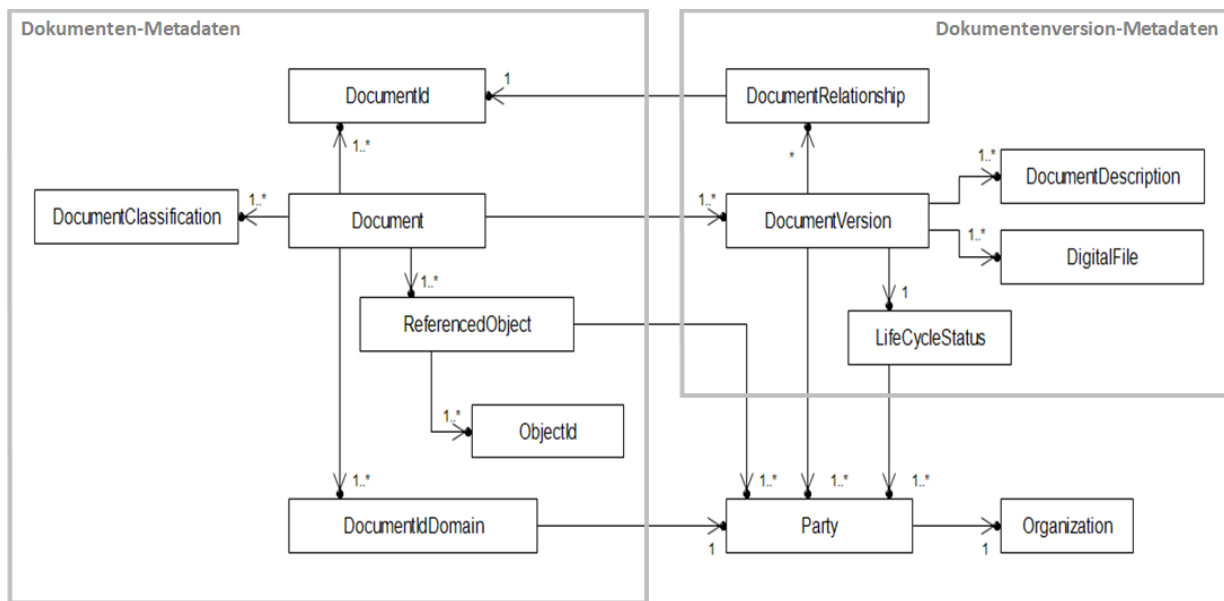 Dokumenten-Metadaten
Dokumentenversion-Metadaten
DocumentId
1
DocumentRelationship
1..*
*
1..*
DocumentDescription
DocumentClassification
1..*
Document
1..*
DocumentVersion
1..*
DigitalFile
1..*
1
ReferencedObject
LifeCycleStatus
1..*
ObjectId
1..*
1..*
1..*
1..*
DocumentIdDomain
1
Party
1
Organization